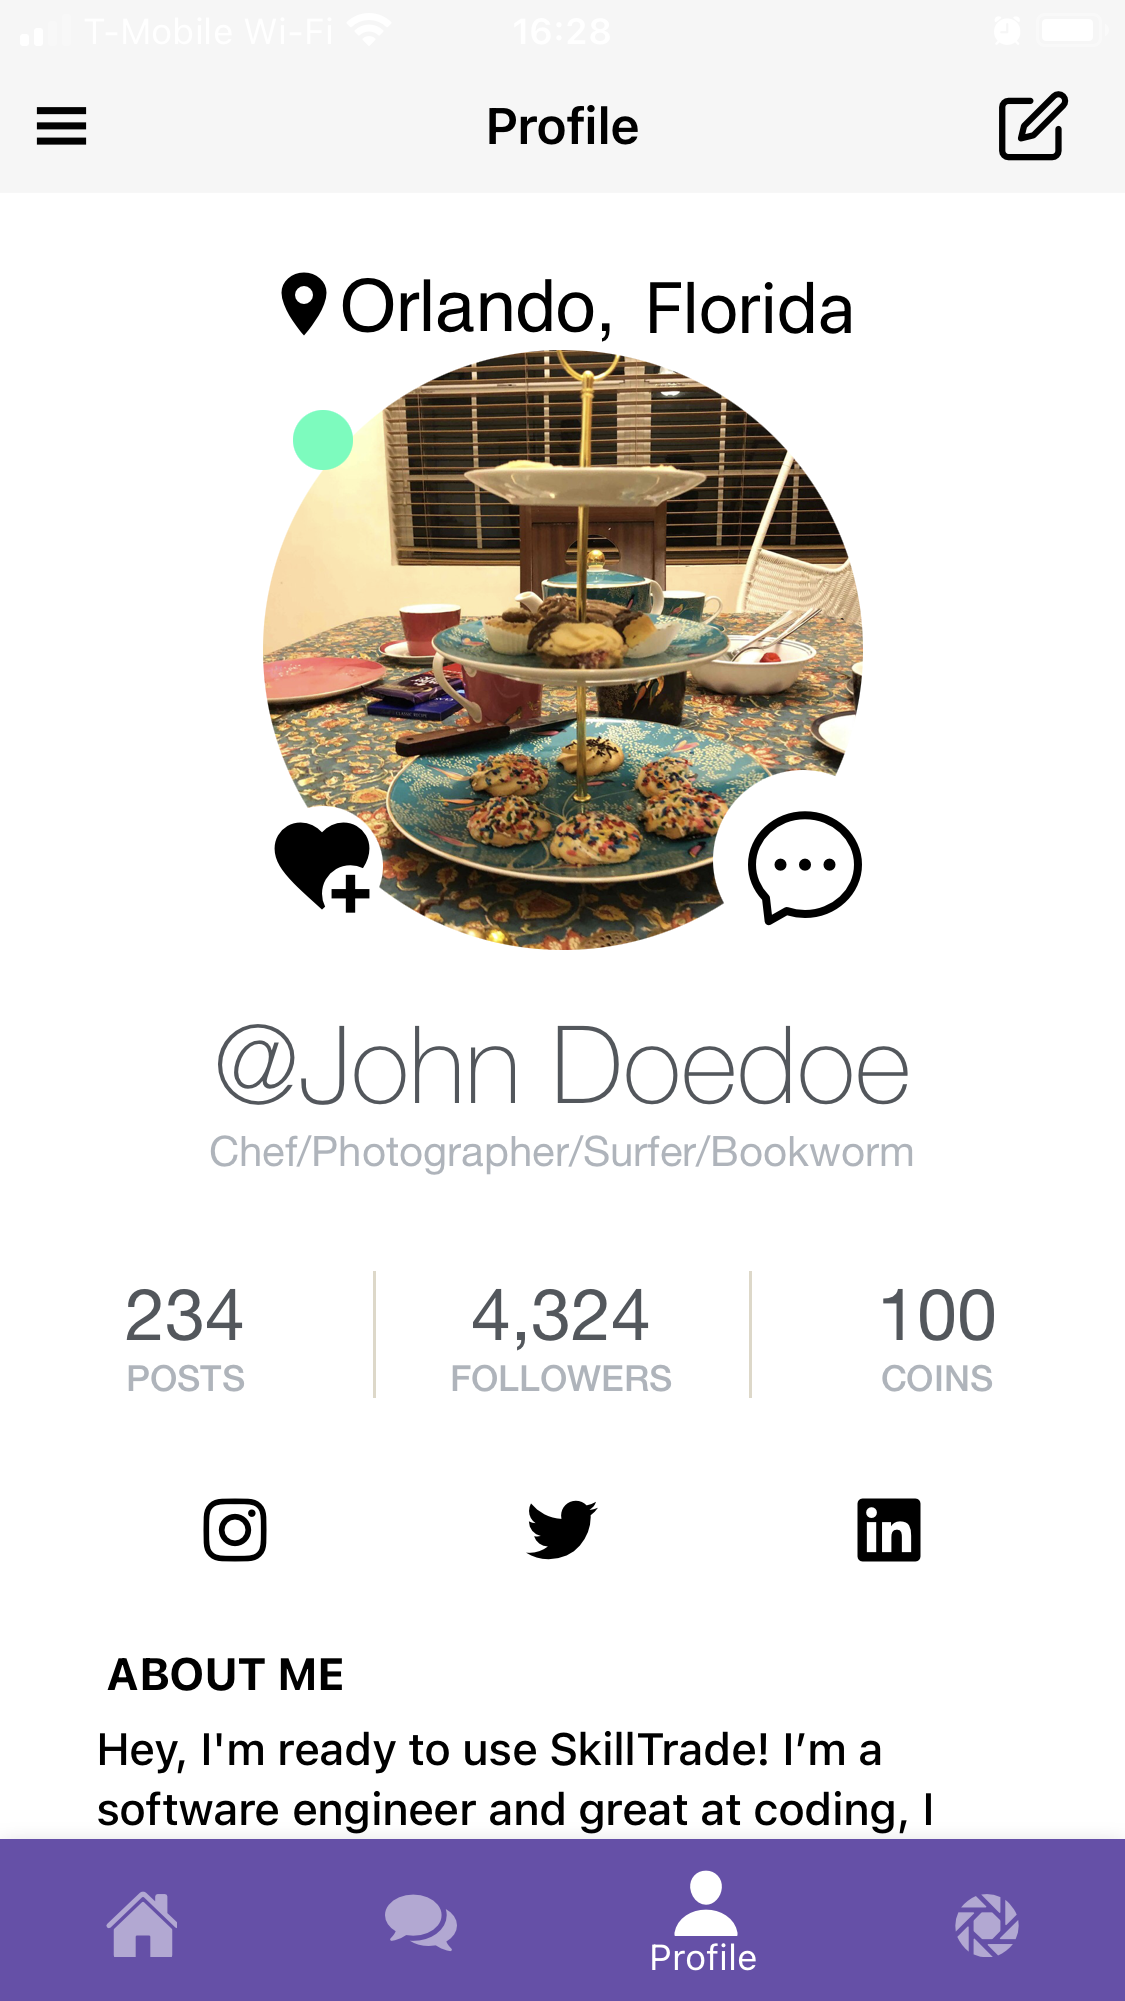 T-Mobile Wi-Fi 16:28
Profile
Orlando, Florida
@John Doedoe
Chef/Photographer/Surfer/Bookworm
234 4,324 100
POSTS FOLLOWERS COINS
ABOUT ME
Hey, I'm ready to use SkillTrade! I’m a
software engineer and great at coding, I
Profile